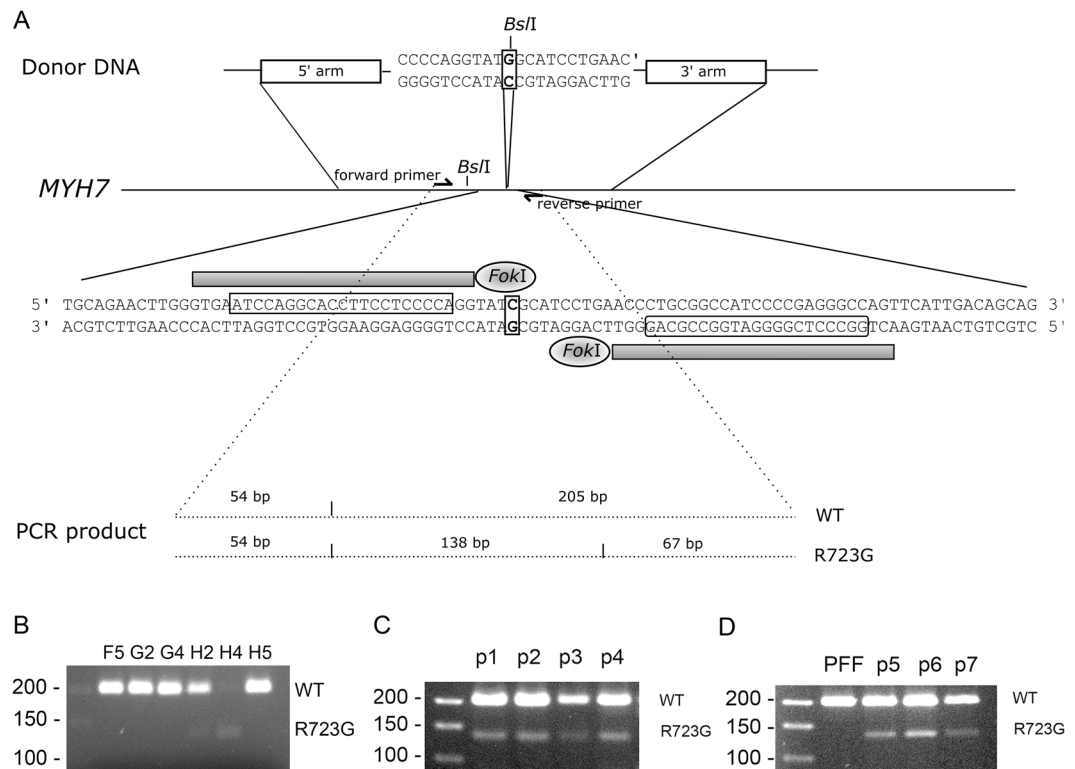 A
BslI
Donor DNA
5' arm
CCCCAGGTATGGCATCCTGAAC'
GGGGTCCATACCGTAGGACTTG
3' arm
forward primer
BslI
MYH7
reverse primer
FokI
5' TGCAGAACTTGGGTGAATCCAGGCACCTTCCTCCCCAGGTATCGCATCCTGAACCCTGCGGCCATCCCCGAGGGCCAGTTCATTGACAGCAG 3'
3' ACGTCTTGAACCCACTTAGGTCCGTGGAAGGAGGGGTCCATAGCGTAGGACTTGGGACGCCGGTAGGGGCTCCCGGTCAAGTAACTGTCGTC 5'
FokI
54 bp 205 bp
PCR product
WT
54 bp 138 bp 67 bp
R723G
B
F5 G2 G4 H2 H4 H5
200 -
150 -
100 -
WT
R723G
C
p1 p2 p3 p4
200 -
150 -
100 -
WT
R723G
D
PFF p5 p6 p7
200 -
150 -
100 -
WT
R723G